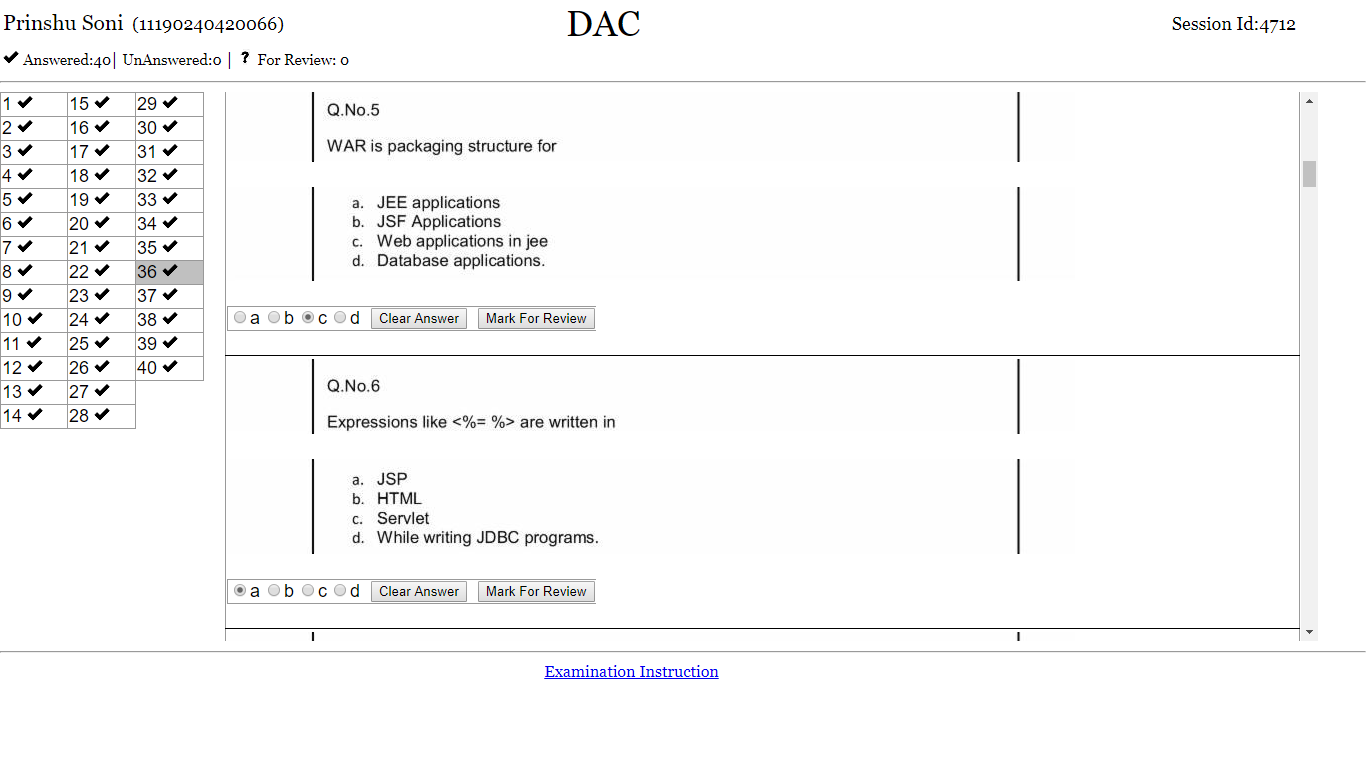 Prinshu Soni (11190240420066)
DAC
Session Id:4712
✔ Answered:40| UnAnswered:0 | ? For Review: 0
1 ✔ 15 ✔ 29 ✔
2 ✔ 16 ✔ 30 ✔
3 ✔ 17 ✔ 31 ✔
4 ✔ 18 ✔ 32 ✔
5 ✔ 19 ✔ 33 ✔
6 ✔ 20 ✔ 34 ✔
7 ✔ 21 ✔ 35 ✔
8 ✔ 22 ✔ 36 ✔
9 ✔ 23 ✔ 37 ✔
10 ✔ 24 ✔ 38 ✔
11 ✔ 25 ✔ 39 ✔
12 ✔ 26 ✔ 40 ✔
13 ✔ 27 ✔
14 ✔ 28 ✔
Q.No.5
WAR is packaging structure for
a. JEE applications
b. JSF Applications
c. Web applications in jee
d. Database applications.
a b c d Clear Answer Mark For Review
Q.No.6
Expressions like <%= %> are written in
a. JSP
b. HTML
c. Servlet
d. While writing JDBC programs.
a b c d Clear Answer Mark For Review
Examination Instruction